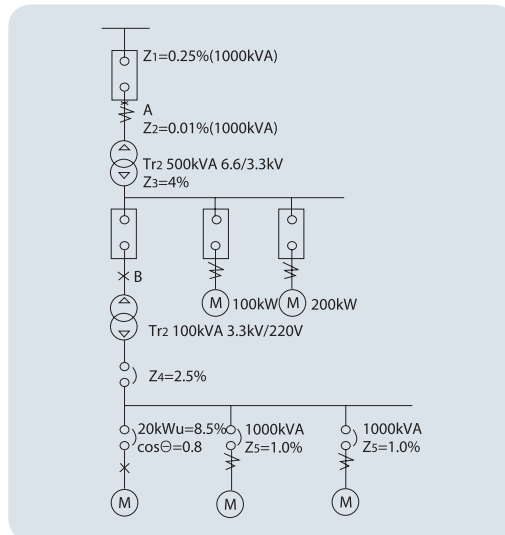 Z1=0.25%(1000kVA)
A
Z2=0.01%(1000kVA)
Tr2 500kVA 6.6/3.3kV
Z3=4%
B
M 100kW M 200kW
Tr2 100kVA 3.3kV/220V
Z4=2.5%
20kWu=8.5% 1000kVA 1000kVA
cosΘ=0.8 Z5=1.0% Z5=1.0%
M M M